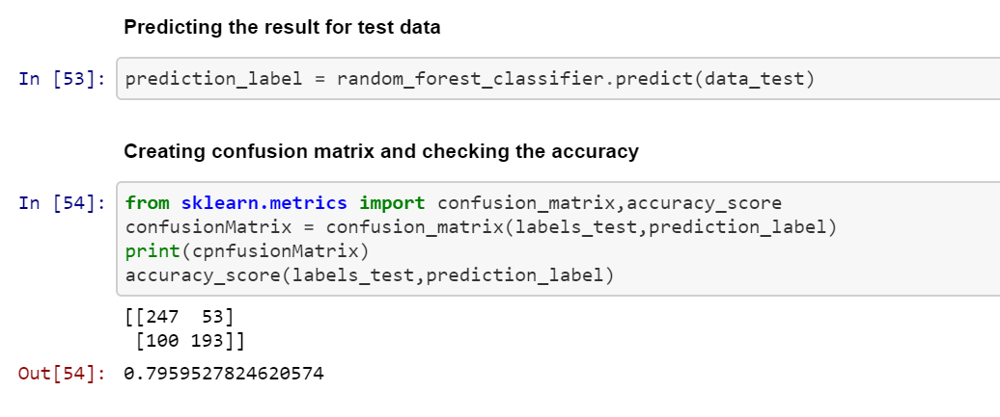 Predicting the result for test data
In [53]: prediction_label = random_forest_classifier.predict(data_test)
Creating confusion matrix and checking the accuracy
In [54]: from sklearn.metrics import confusion_matrix,accuracy_score
confusionMatrix = confusion_matrix(labels_test,prediction_label)
print(cpnfusionMatrix)
accuracy_score(labels_test,prediction_label)
[[247  53]
 [100 193]]
Out[54]: 0.7959527824620574